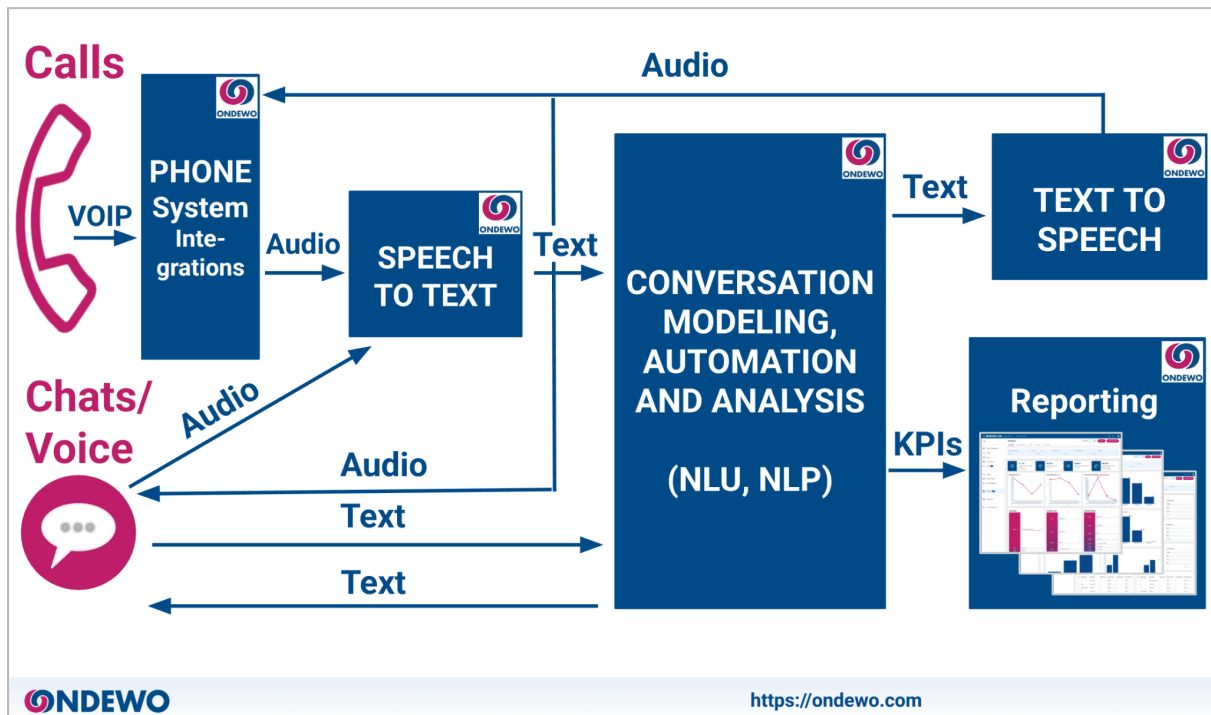 Calls
Audio
ONDEWO
PHONE
System
Inte-
grations
VOIP
Audio
ONDEWO
SPEECH
TO TEXT
Text
ONDEWO
CONVERSATION
MODELING,
AUTOMATION
AND ANALYSIS
(NLU, NLP)
Text
ONDEWO
TEXT TO
SPEECH
KPIs
ONDEWO
Reporting
Chats/
Voice
Audio
Audio
Text
Text
ONDEWO
https://ondewo.com